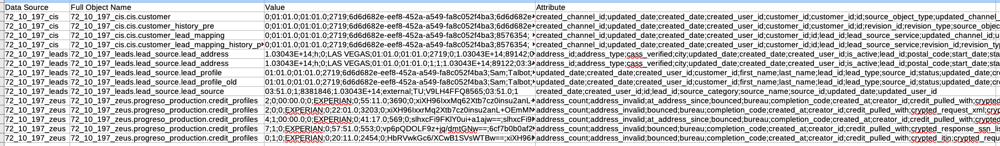 Data Source Full Object Name Value Attribute
72_10_197_cis 72_10_197_cis.cis.customer 0;01:01.0;01:01.0;2719;6d6d682e-eef8-452a-a549-fa8c052f4ba3;6d6d682e- created_channel_id;updated_date;created_date;created_user_id;customer_id;customer_id;id;source_object_type;updated_channel_
72_10_197_cis 72_10_197_cis.cis.customer_history_pre 0;01:01.0;01:01.0;2719;6d6d682e-eef8-452a-a549-fa8c052f4ba3;6d6d682e- created_channel_id;updated_date;created_date;created_user_id;customer_id;customer_id;id;revision_id;revision_type;source_objec
72_10_197_cis 72_10_197_cis.cis.customer_lead_mapping 0;01:01.0;01:01.0;2719;6d6d682e-eef8-452a-a549-fa8c052f4ba3;8576354; created_channel_id;updated_date;created_date;created_user_id;customer_id;id;lead_id;lead_source_service;updated_channel_id;u
72_10_197_cis 72_10_197_cis.cis.customer_lead_mapping_history_p 0;01:01.0;01:01.0;2719;6d6d682e-eef8-452a-a549-fa8c052f4ba3;8576354; created_channel_id;updated_date;created_date;created_user_id;customer_id;id;lead_id;lead_source_service;revision_id;revision_ty
72_10_197_leads 72_10_197_leads.lead_source.lead_address 1.03043E+14;h;0;LAS VEGAS;01:01.0;01:01.0;2719;0;1.03043E+14;89142;0 address_id;address_type;cass_verified;city;updated_date;created_date;created_user_id;is_active;lead_id;postal_code;start_date;sta
72_10_197_leads 72_10_197_leads.lead_source.lead_address 1.03043E+14;h;0;LAS VEGAS;01:01.0;01:01.0;1;1;1.03043E+14;89122;03:3 address_id;address_type;cass_verified;city;updated_date;created_date;created_user_id;is_active;lead_id;postal_code;start_date;sta
72_10_197_leads 72_10_197_leads.lead_source.lead_profile 01:01.0;01:01.0;2719;6d6d682e-eef8-452a-a549-fa8c052f4ba3;Sam;Talbot; updated_date;created_date;created_user_id;customer_id;first_name;last_name;lead_id;lead_type;source_id;status;updated_date;cr
72_10_197_leads 72_10_197_leads.lead_source.lead_profile_old 01:01.0;01:01.0;2719;6d6d682e-eef8-452a-a549-fa8c052f4ba3;Sam;Talbot; updated_date;created_date;created_user_id;customer_id;first_name;last_name;lead_id;lead_type;source_id;status;updated_date;cr
72_10_197_leads 72_10_197_leads.lead_source.lead_source 03:51.0;1;8381846;1.03043E+14;external;TU;V9LH4FFQ8565;03:51.0;1 created_date;created_user_id;id;lead_id;source_category;source_name;source_id;updated_date;updated_user_id
72_10_197_zeus 72_10_197_zeus.progreso_production.credit_profiles 2;0;00:00.0;0;EXPERIAN;0;55:11.0;3690;0;xiXH96IxxMq62Xtb7cz0insu2anL address_count;address_invalid;at_address_since;bounced;bureau;completion_code;created_at;creator_id;credit_pulled_with;crypted
72_10_197_zeus 72_10_197_zeus.progreso_production.credit_profiles 2;0;0;EXPERIAN;0;22:01.0;3203;0;xiXH96IxxrMq2Xtb7cz0insu2anL+OEmMN address_count;address_invalid;bounced;bureau;completion_code;created_at;creator_id;credit_pulled_with;crypted_request_xml;cryp
72_10_197_zeus 72_10_197_zeus.progreso_production.credit_profiles 4;1;00:00.0;0;EXPERIAN;0;41:17.0;569;0;slhxcFi9FKlY0ui+a1ajw==;slhxcFi9 address_count;address_invalid;at_address_since;bounced;bureau;completion_code;created_at;creator_id;credit_pulled_with;crypted
72_10_197_zeus 72_10_197_zeus.progreso_production.credit_profiles 7;1;0;EXPERIAN;0;57:51.0;553;0;vp6pQDOLF9z+jq/dmtGNw==;6cf7b0b0af2 address_count;address_invalid;bounced;bureau;completion_code;created_at;creator_id;credit_pulled_with;crypted_response_ssn_lis
72_10_197_zeus 72_10_197_zeus.progreso_production.credit_profiles 0;1;0;EXPERIAN;0;20:11.0;2454;0;HbRVwkGc6/XCwB1SVsWTBw==;xiXH96I address_count;address_invalid;bounced;bureau;completion_code;created_at;creator_id;credit_pulled_with;crypted_itin;crypted_requ